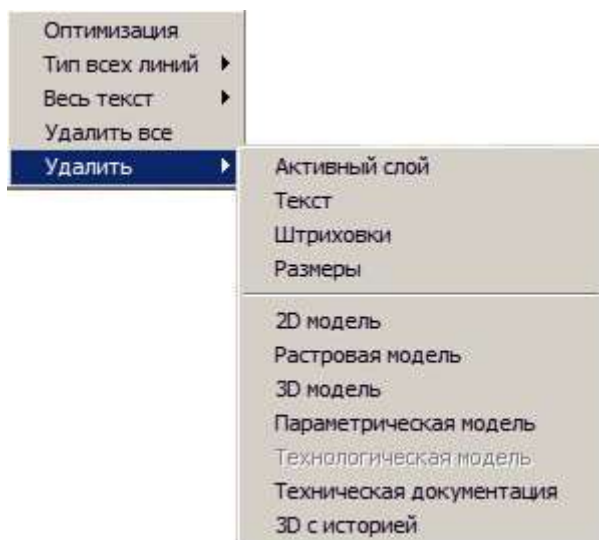 Оптимизация
Тип всех линий
Весь текст
Удалить все
Удалить
Активный слой
Текст
Штриховки
Размеры
2D модель
Растровая модель
3D модель
Параметрическая модель
Технологическая модель
Техническая документация
3D с историей